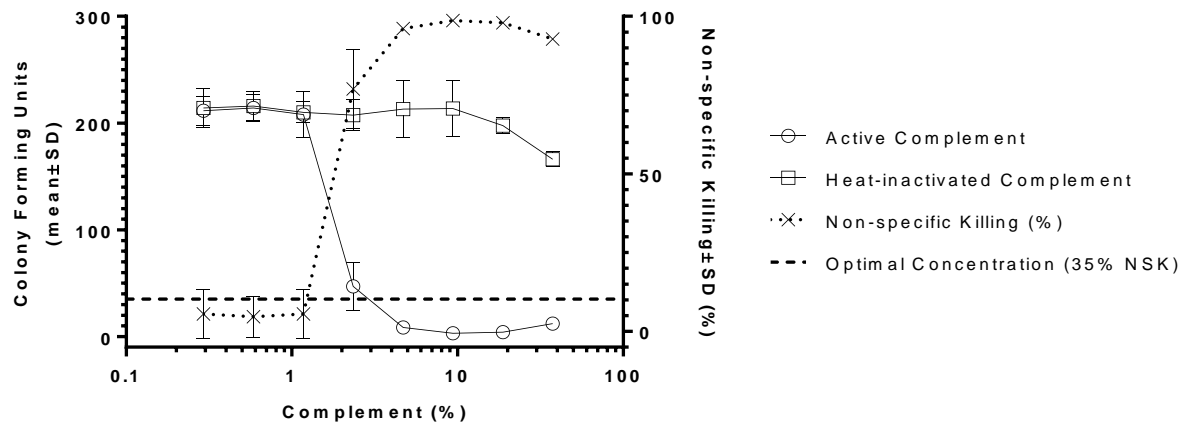 300
200
100
0
Colony Forming Units
(mean±SD)
100
50
0
Non-specific Killing±SD (%)
0.1
1
10
100
Complement (%)
Active Complement
Heat-inactivated Complement
Non-specific Killing (%)
Optimal Concentration (35% NSK)